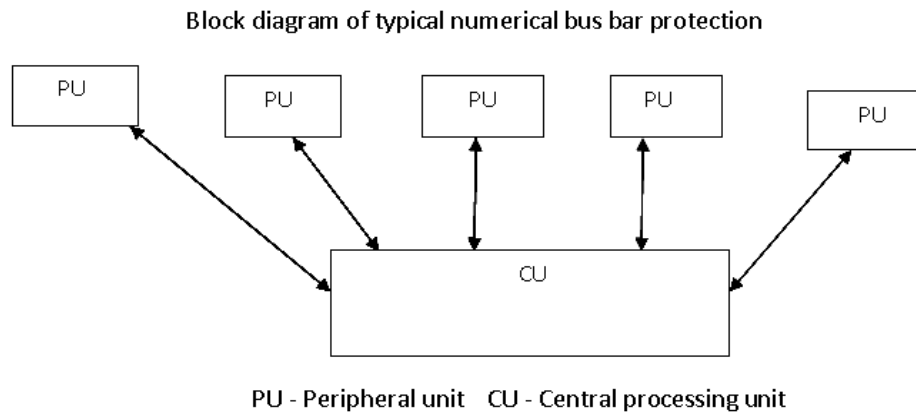 Block diagram of typical numerical bus bar protection
PU
PU
PU
PU
PU
CU
PU - Peripheral unit CU - Central processing unit